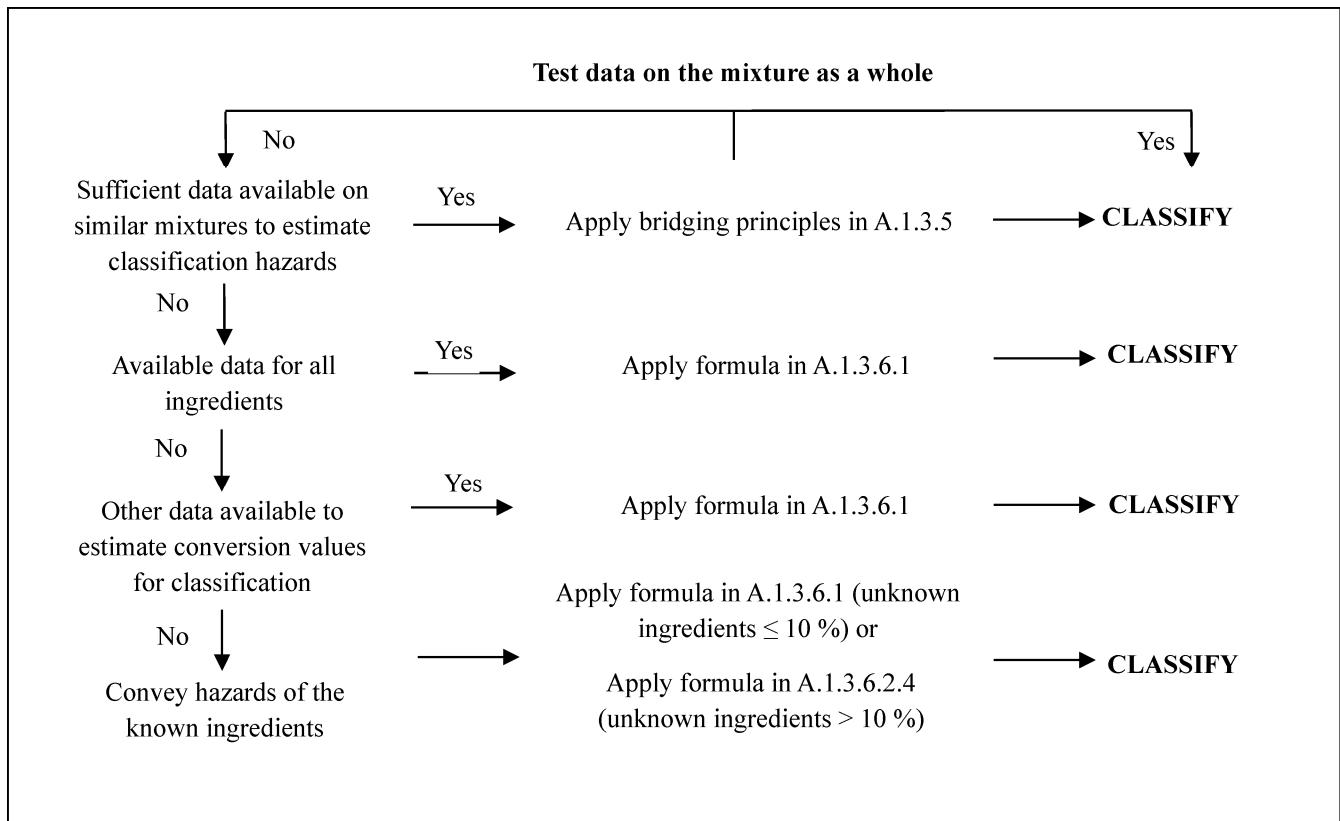 Test data on the mixture as a whole
No
Yes
Sufficient data available on
similar mixtures to estimate
classification hazards
Yes
Apply bridging principles in A.1.3.5
CLASSIFY
No
Available data for all
ingredients
Yes
Apply formula in A.1.3.6.1
CLASSIFY
No
Other data available to
estimate conversion values
for classification
Yes
Apply formula in A.1.3.6.1
CLASSIFY
No
Convey hazards of the
known ingredients
Apply formula in A.1.3.6.1 (unknown
ingredients ≤ 10 %) or
Apply formula in A.1.3.6.2.4
(unknown ingredients > 10 %)
CLASSIFY